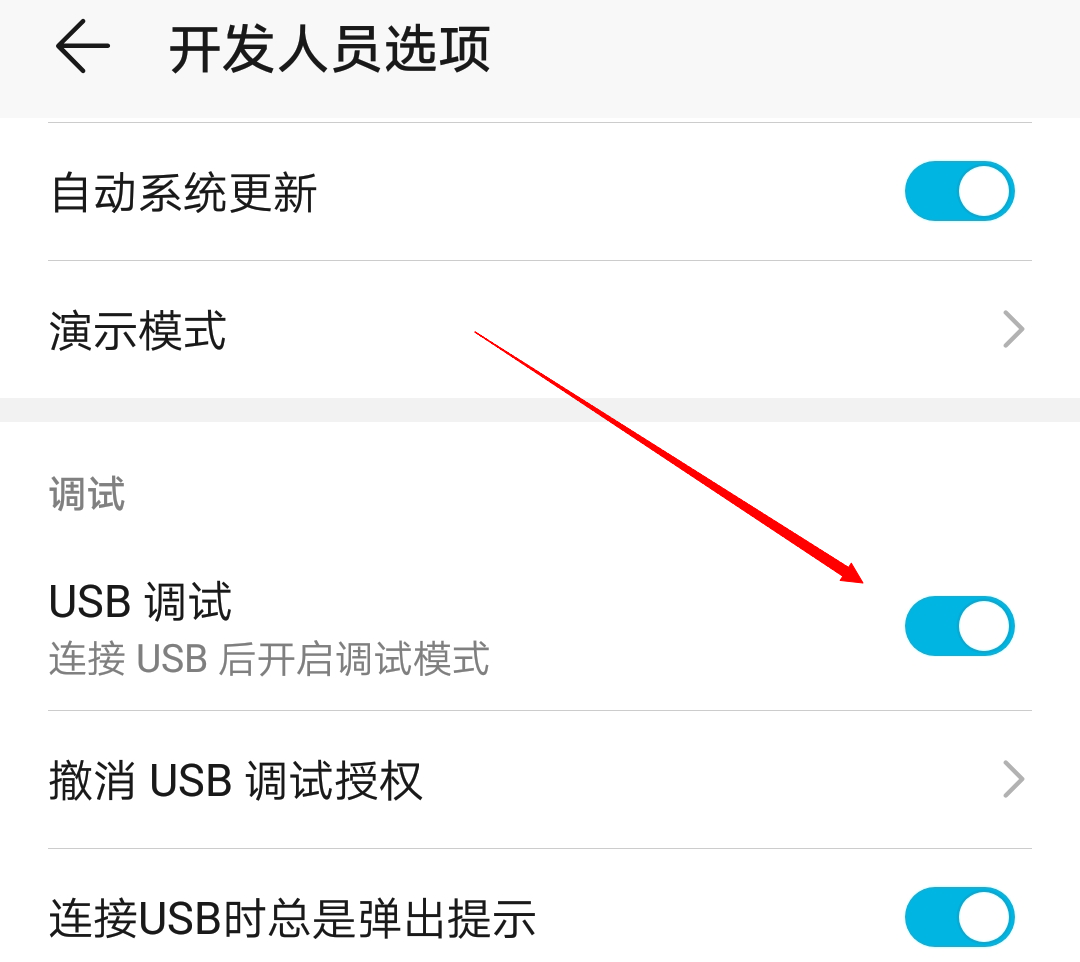 开发人员选项
自动系统更新
演示模式
调试
USB 调试
连接 USB 后开启调试模式
撤消 USB 调试授权
连接USB时总是弹出提示